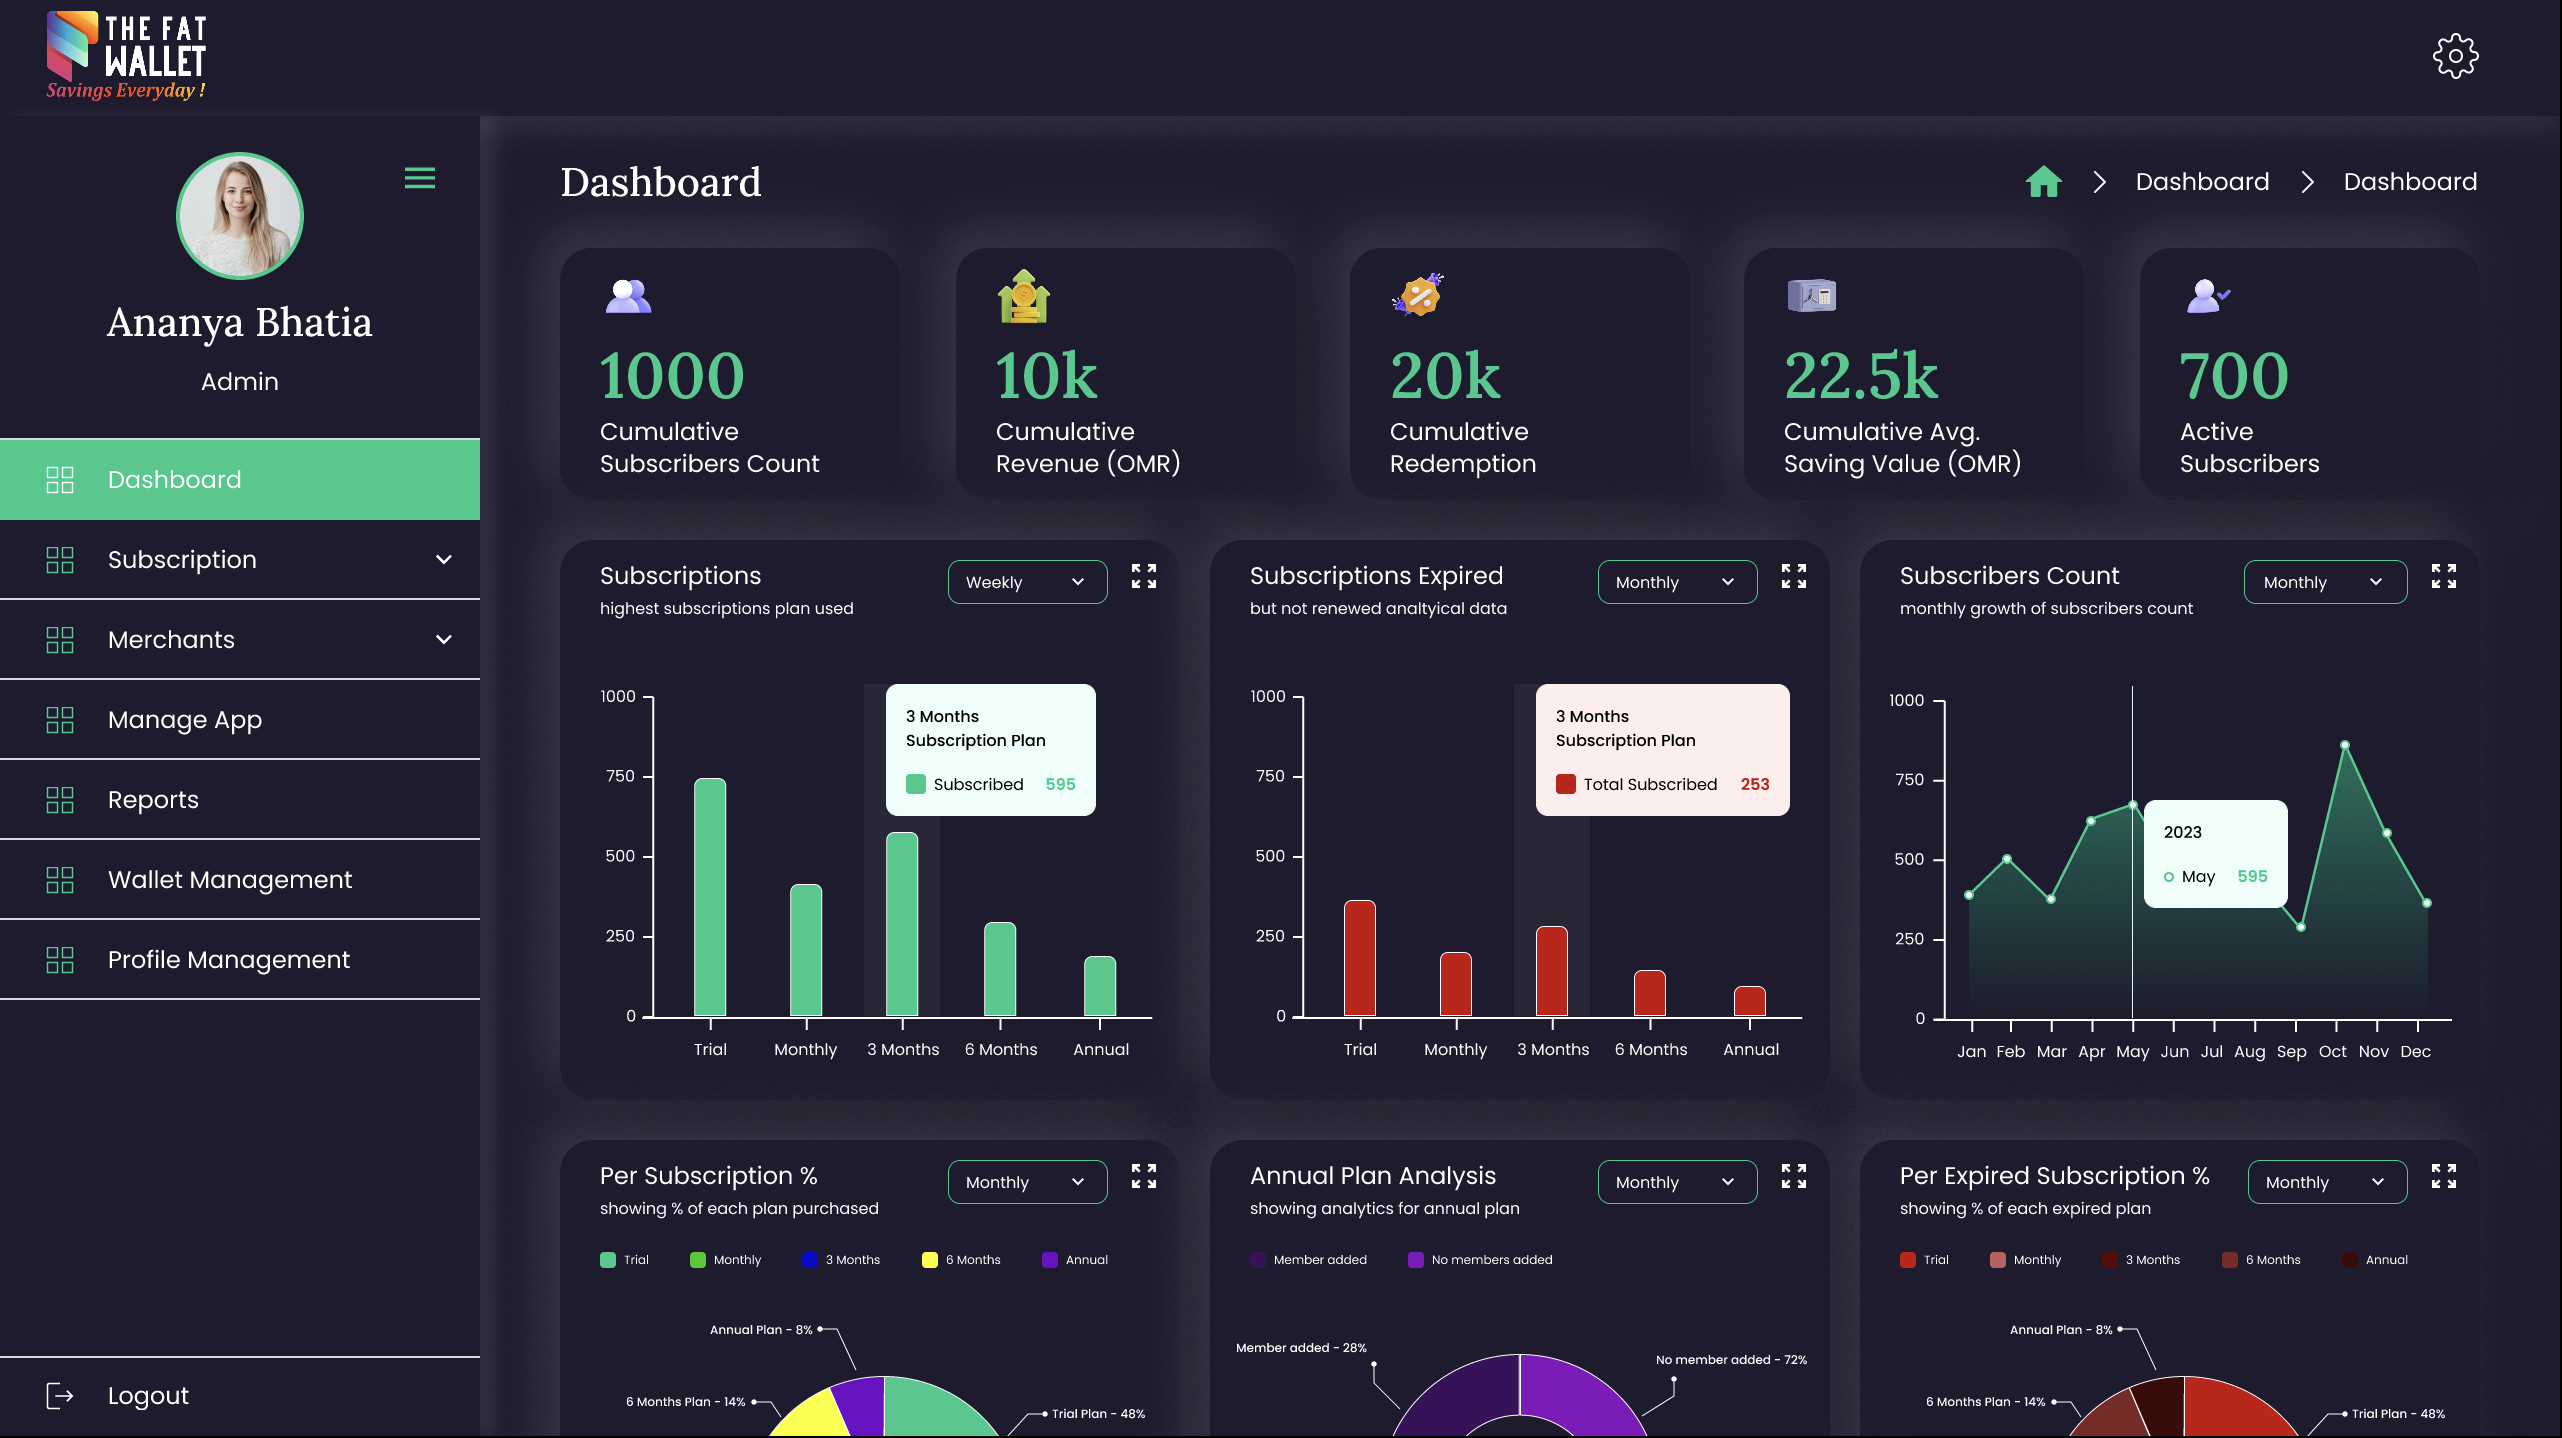 THE FAT
WALLET
Savings Everyday !
Ananya Bhatia
Admin
Dashboard
Subscription
Merchants
Manage App
Reports
Wallet Management
Profile Management
Logout
Dashboard
Dashboard
Dashboard
1000
Cumulative
Subscribers Count
10k
Cumulative
Revenue (OMR)
20k
Cumulative
Redemption
22.5k
Cumulative Avg.
Saving Value (OMR)
700
Active
Subscribers
Subscriptions
highest subscriptions plan used
Weekly
1000
750
500
250
0
3 Months
Subscription Plan
Subscribed 595
Trial Monthly 3 Months 6 Months Annual
Subscriptions Expired
but not renewed analtyical data
Monthly
1000
750
500
250
0
3 Months
Subscription Plan
Total Subscribed 253
Trial Monthly 3 Months 6 Months Annual
Subscribers Count
monthly growth of subscribers count
Monthly
1000
750
500
250
0
2023
May 595
Jan Feb Mar Apr May Jun Jul Aug Sep Oct Nov Dec
Per Subscription %
showing % of each plan purchased
Monthly
Trial Monthly 3 Months 6 Months Annual
Annual Plan - 8%
6 Months Plan - 14%
Trial Plan - 48%
Annual Plan Analysis
showing analytics for annual plan
Monthly
Member added No members added
Member added - 28%
No member added - 72%
Per Expired Subscription %
showing % of each expired plan
Monthly
Trial Monthly 3 Months 6 Months Annual
Annual Plan - 8%
6 Months Plan - 14%
Trial Plan - 48%